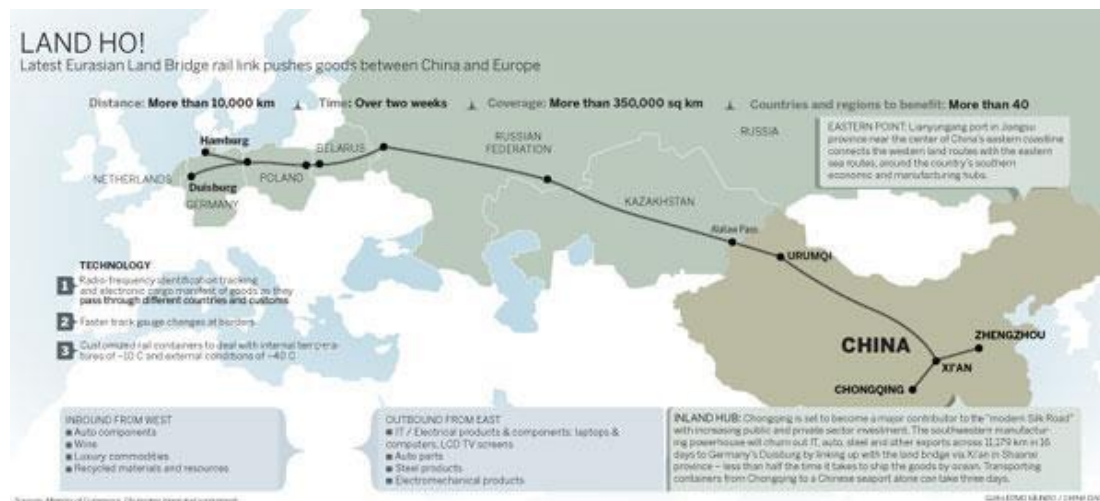 LAND HO!
Latest Eurasian Land Bridge rail link pushes goods between China and Europe
Distance: More than 10,000 km
Time: Over two weeks
Coverage: More than 350,000 sq km
Countries and regions to benefit: More than 40
EASTERN POINT: Lianyungang port in Jiangsu
province near the center of China's eastern coastline
connects the western land routes with the eastern
sea routes, around the country's southern
economic and manufacturing hubs.
RUSSIAN
FEDERATION
RUSSIA
Hamburg
BELARUS
NETHERLANDS
POLAND
Duisburg
GERMANY
KAZAKHSTAN
Alataw Pass
URUMQI
TECHNOLOGY
1 Radio-frequency identification tracking
and electronic cargo manifest of goods as they
pass through different countries and customs
2 Faster track gauge changes at borders
3 Customized rail containers to deal with internal tempera-
tures of -10 C and external conditions of -40 C
CHINA
ZHENGZHOU
XI'AN
CHONGQING
INBOUND FROM WEST
■ Auto components
■ Wine
■ Luxury commodities
■ Recycled materials and resources
OUTBOUND FROM EAST
■ IT / Electrical products & components: laptops &
computers, LCD TV screens
■ Auto parts
■ Steel products
■ Electromechanical products
INLAND HUB: Chongqing is set to become a major contributor to the "modern Silk Road"
with increasing public and private sector investment. The southwestern manufactur-
ing powerhouse will churn out IT, auto, steel and other exports across 11,179 km in 16
days to Germany's Duisburg by linking up with the land bridge via Xi'an in Shaanxi
province – less than half the time it takes to ship the goods by ocean. Transporting
containers from Chongqing to a Chinese seaport alone can take three days.